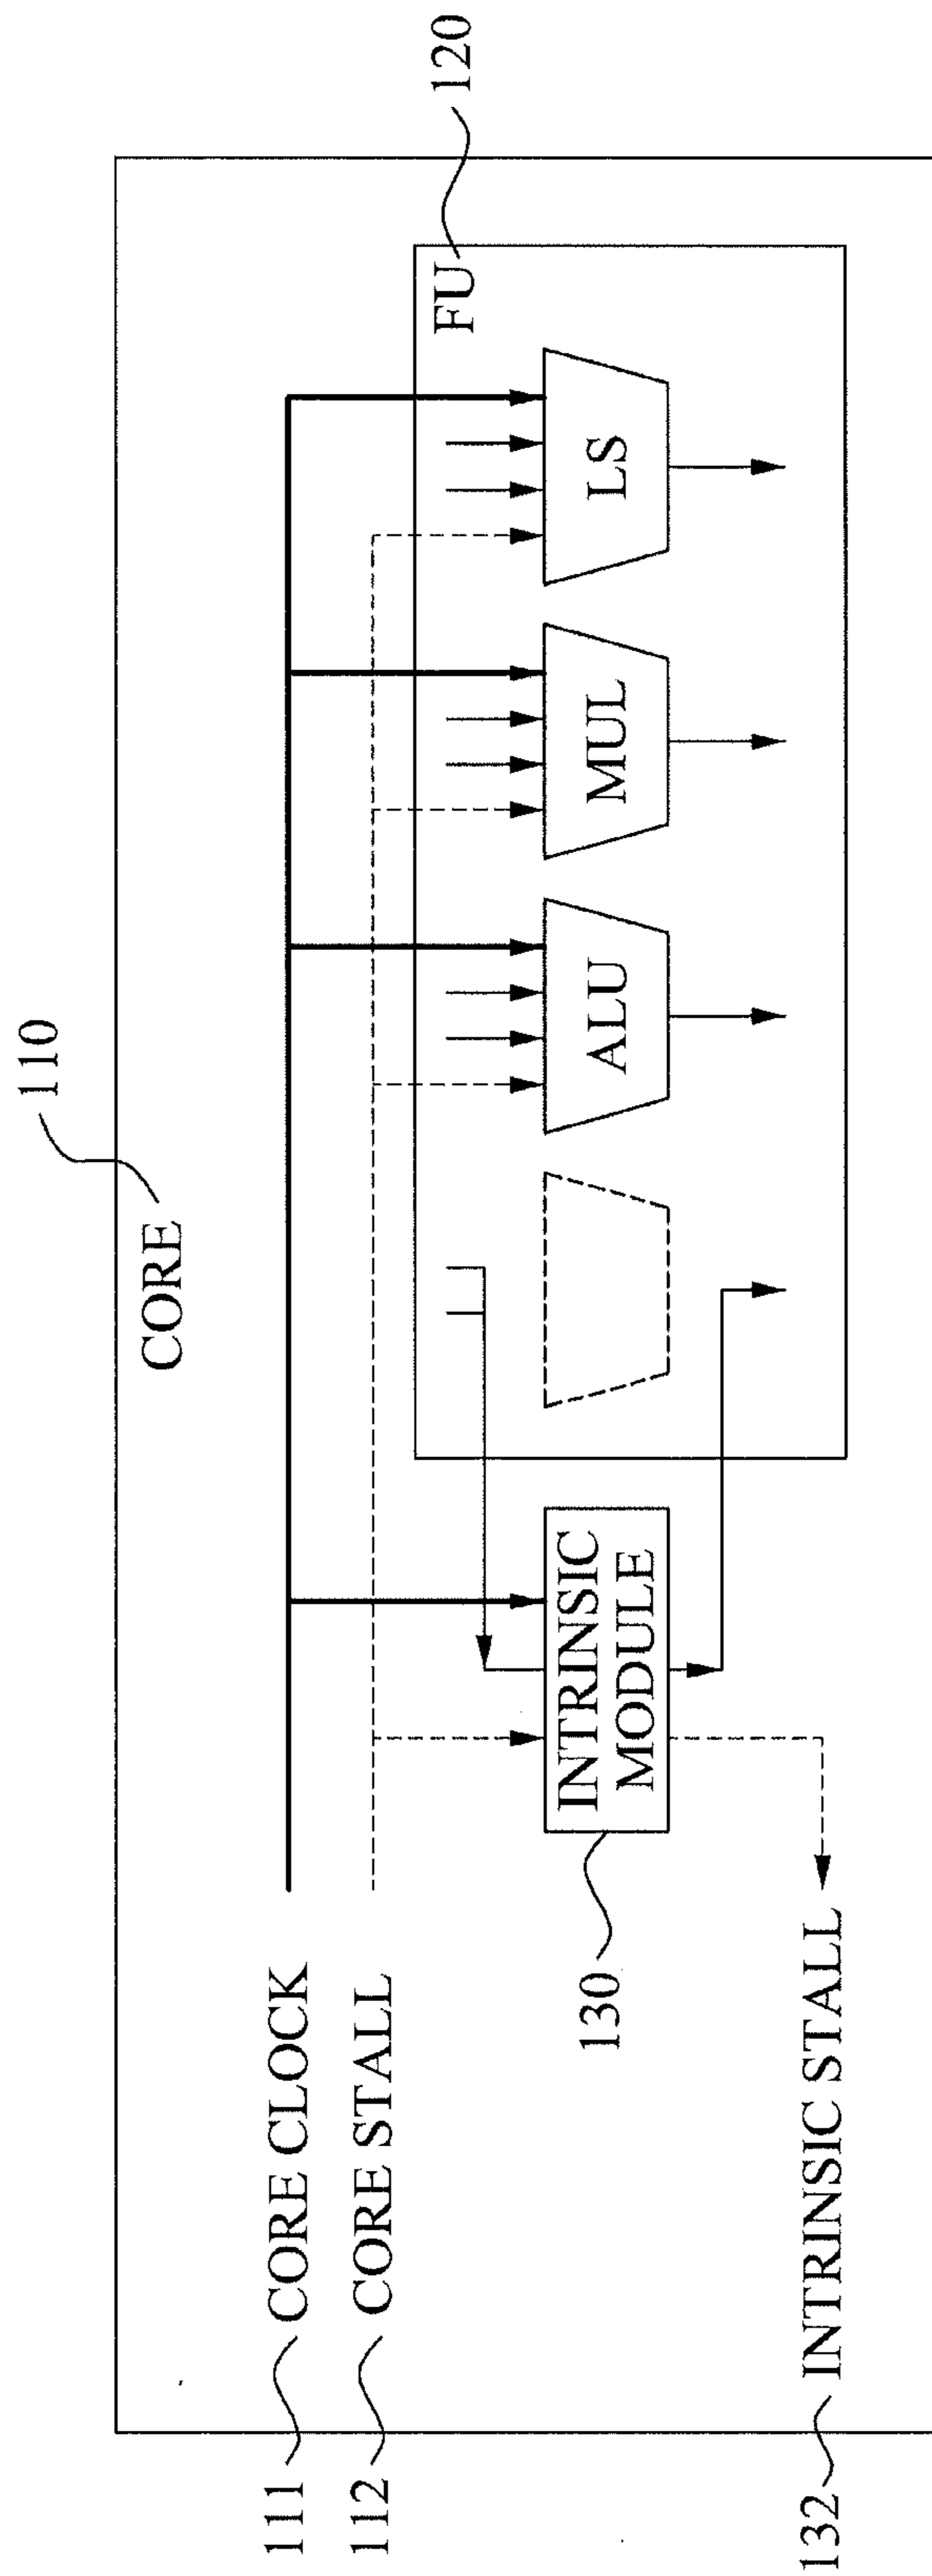 110
CORE
120
FU
111 CORE CLOCK
112 CORE STALL
INTRINSIC
MODULE
ALU
MUL
LS
130
132 INTRINSIC STALL